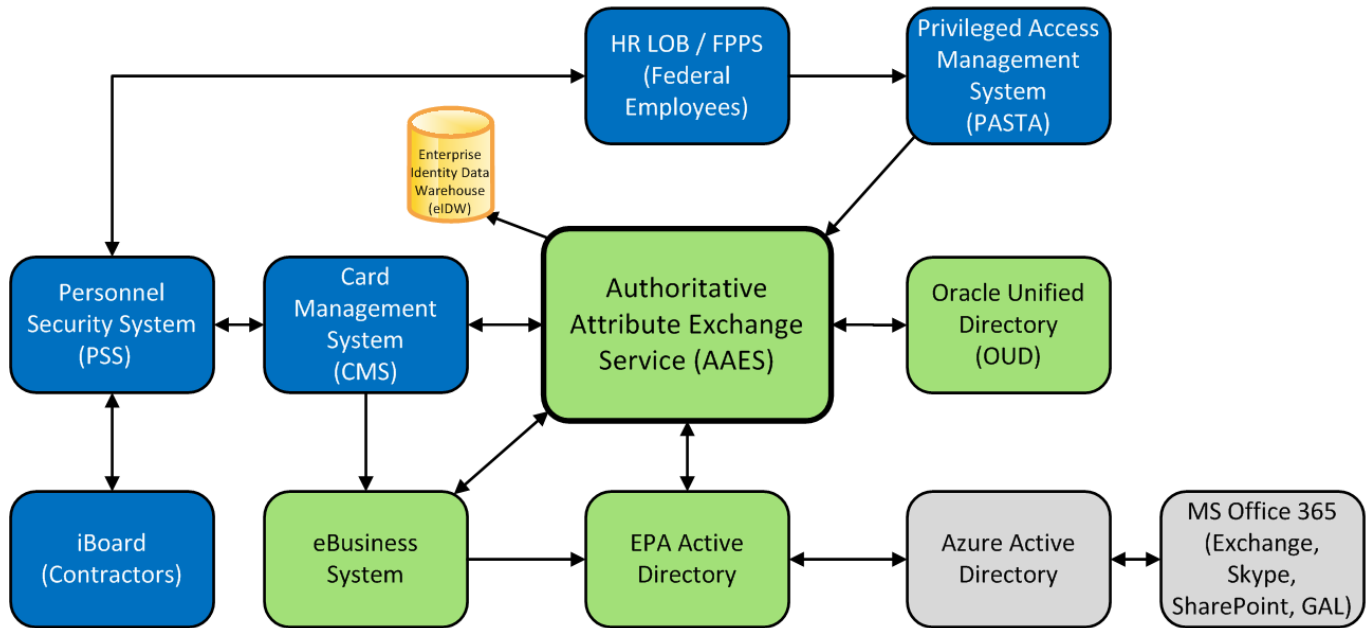 HR LOB / FPPS
(Federal
Employees)
Privileged Access
Management
System
(PASTA)
Enterprise
Identity Data
Warehouse
(eIDW)
Personnel
Security System
(PSS)
Card
Management
System
(CMS)
Authoritative
Attribute Exchange
Service (AAES)
Oracle Unified
Directory
(OUD)
iBoard
(Contractors)
eBusiness
System
EPA Active
Directory
Azure Active
Directory
MS Office 365
(Exchange,
Skype,
SharePoint, GAL)